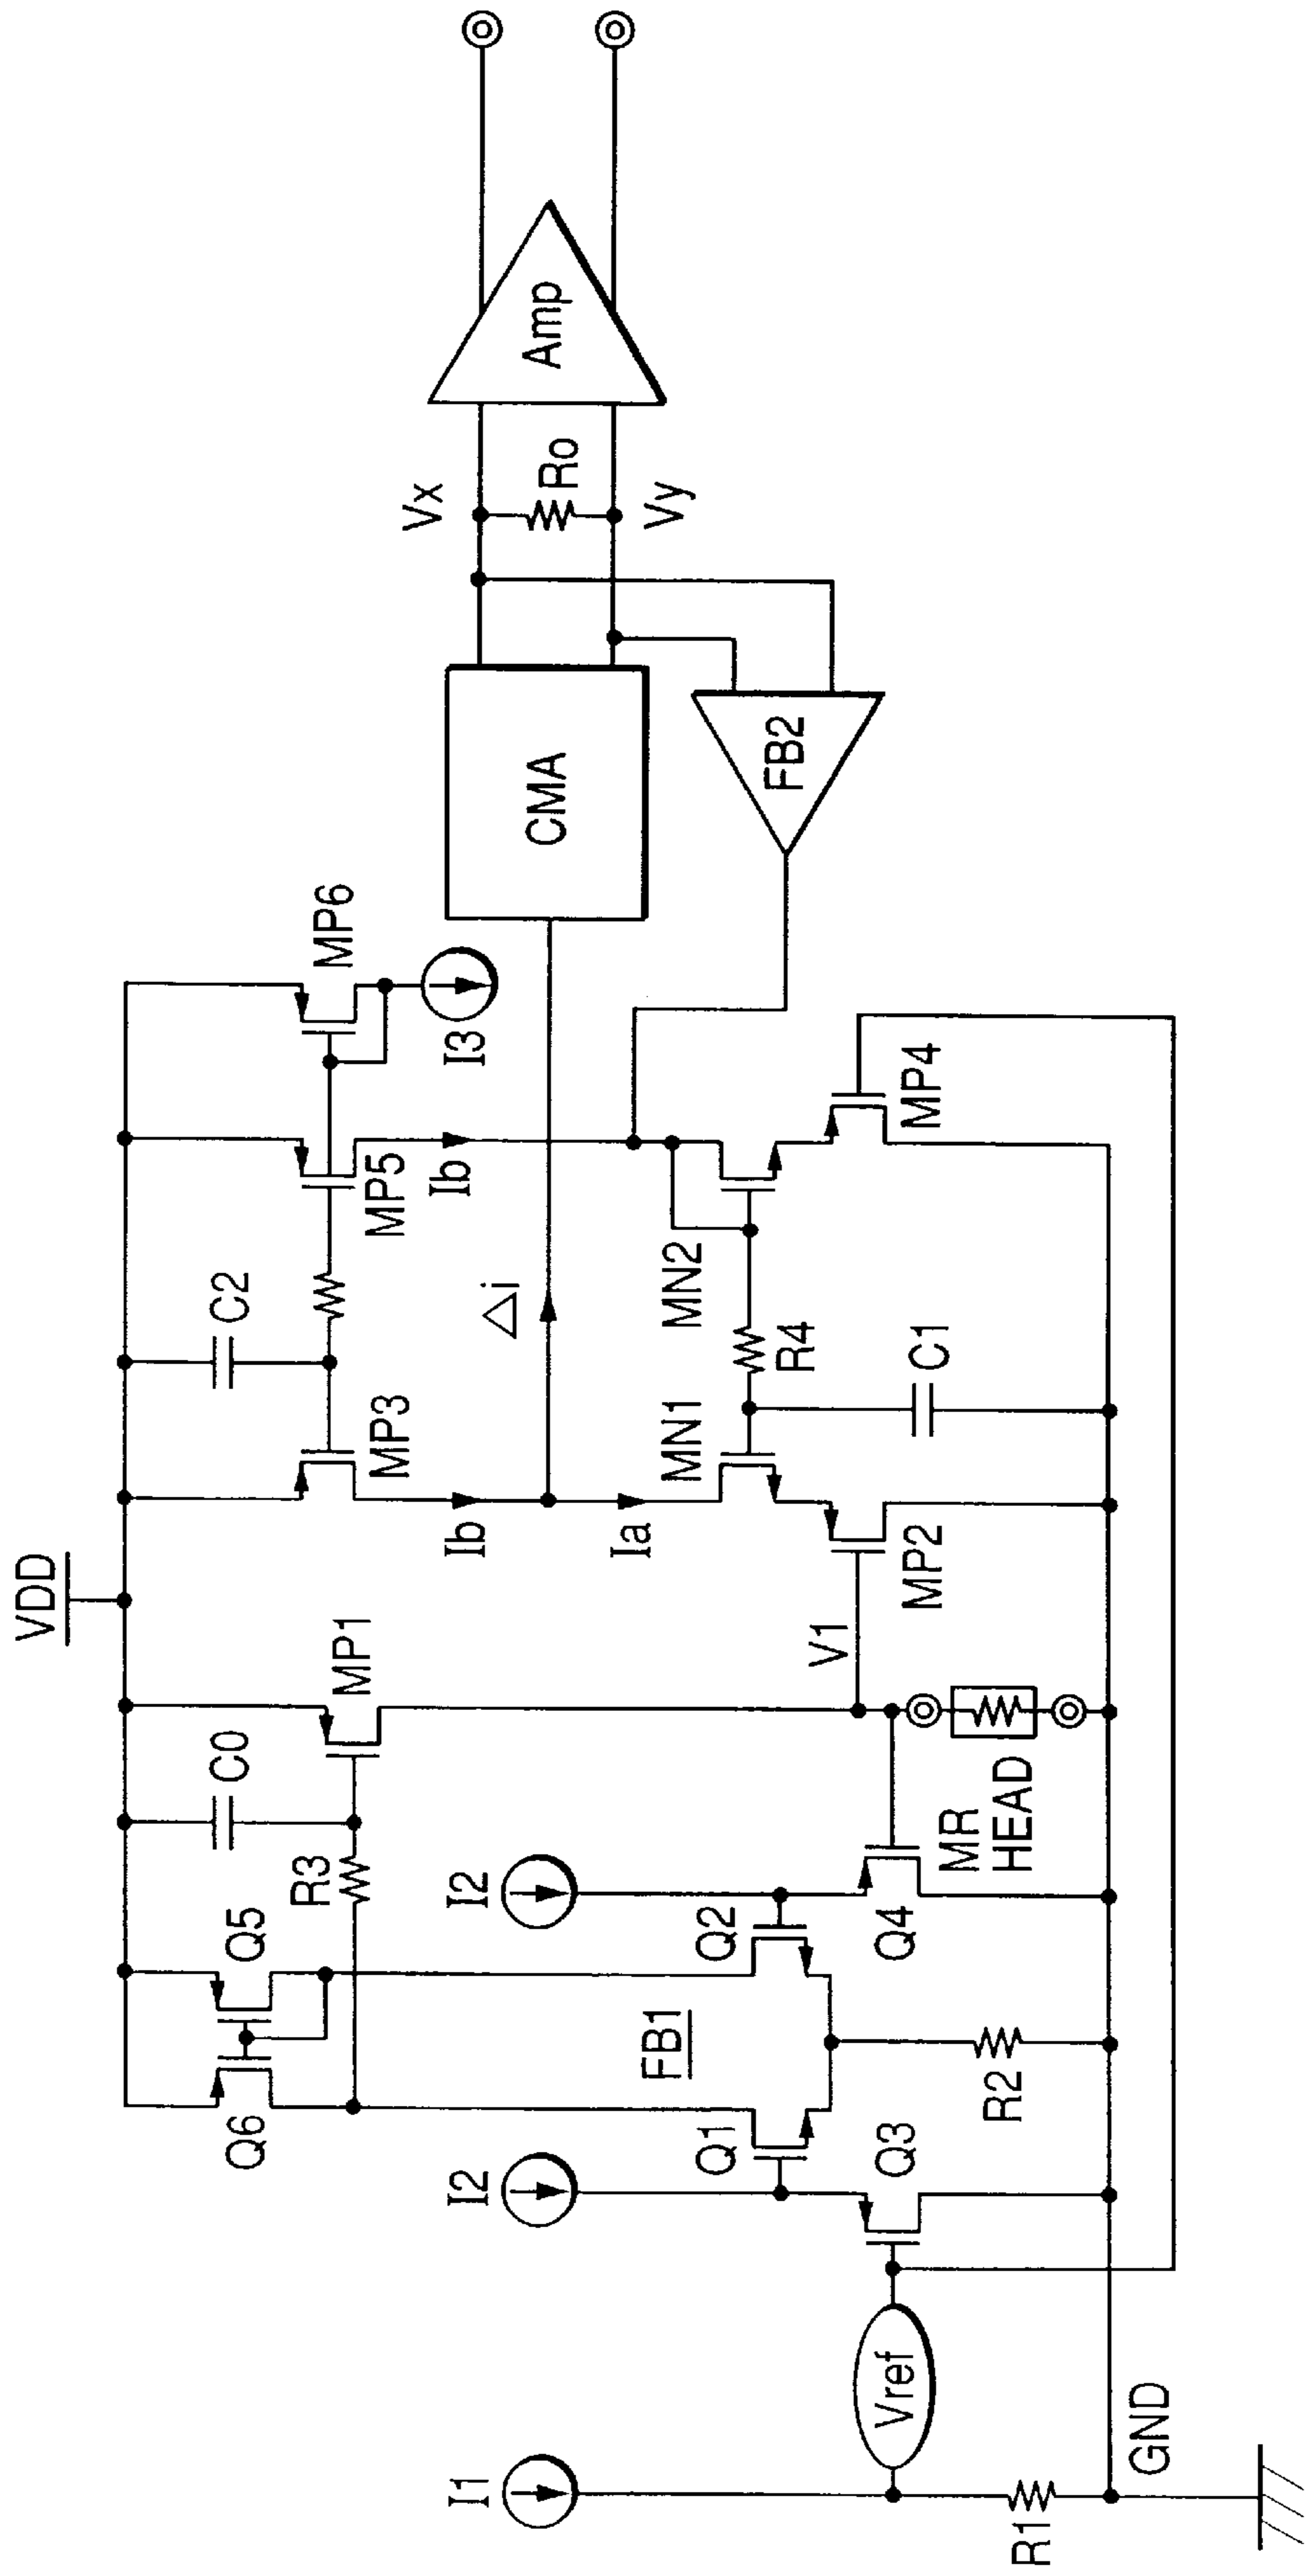 VDD
C0
C2
Q6
Q5
R3
MP1
MP3
MP5
MP6
I1
I2
I2
Ib
Ib
I3
Δi
CMA
Vx
Ro
Vy
Amp
FB1
Ia
Q1
Q2
V1
MN1
MN2
R4
FB2
Vref
Q3
Q4
MR
HEAD
MP2
C1
MP4
R1
R2
GND